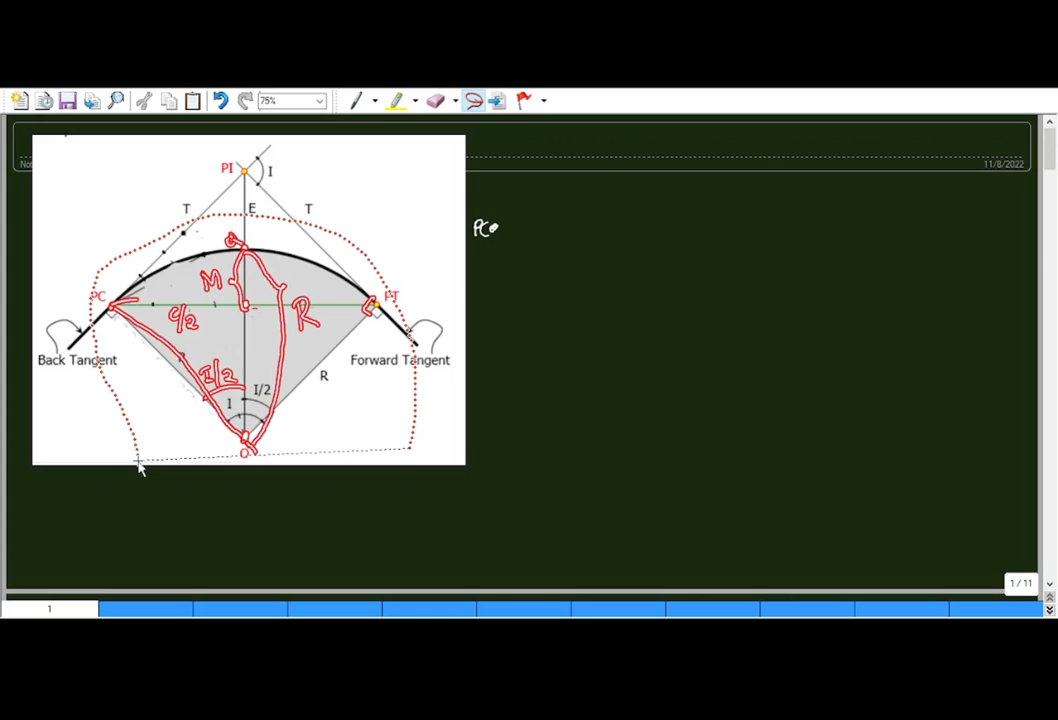 75%
11/8/2022
PI
I
T
E
T
PC
M
PT
C/2
R
Back Tangent
Forward Tangent
I/2
R
I/2
I
O
PC
1 / 11
1